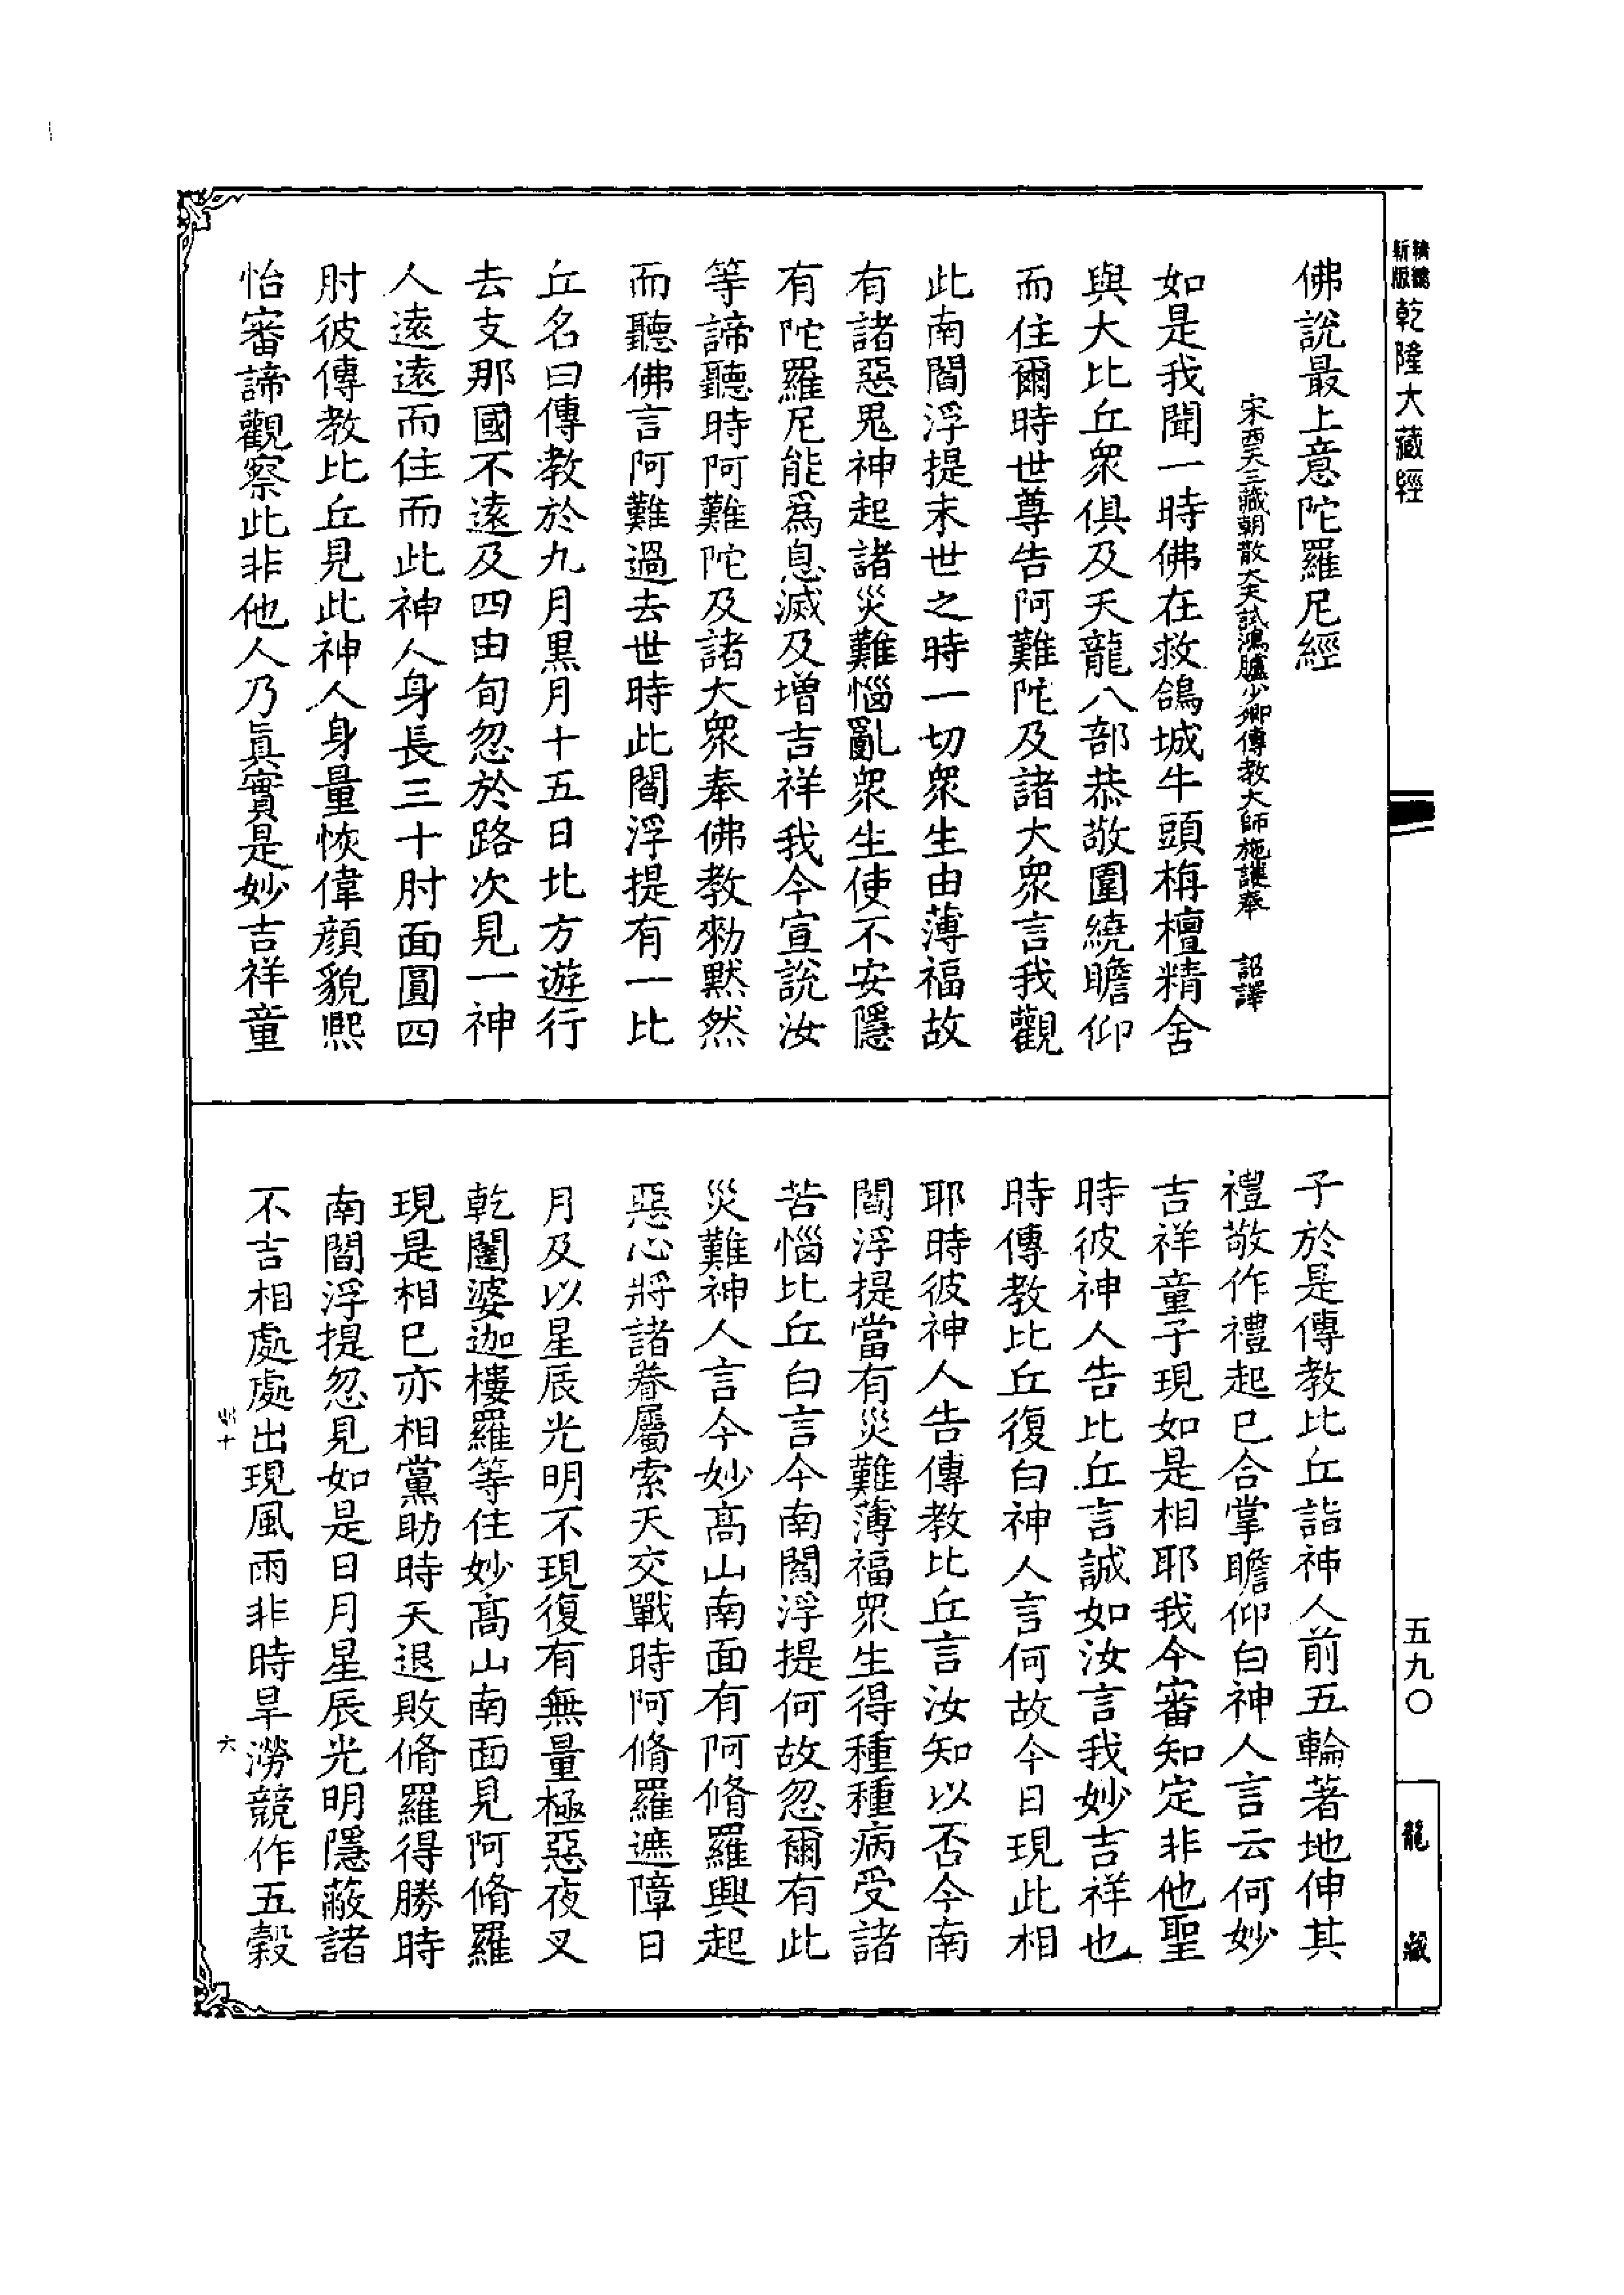 乾隆大藏經
佛說最上意陀羅尼經
宋西天三藏朝散大夫試鴻臚少卿傳教大師施護奉 詔譯
如是我聞一時佛在救鴿城牛頭栴檀精舍
與大比丘衆俱及天龍八部恭敬圍繞瞻仰
而住爾時世尊告阿難陀及諸大衆言我觀
此南閻浮提末世之時一切衆生由薄福故
有諸惡鬼神起諸災難惱亂衆生使不安隱
有陀羅尼能爲息滅及增吉祥我今宣說汝
等諦聽時阿難陀及諸大衆奉佛教勑默然
而聽佛言阿難過去世時此閻浮提有一比
丘名曰傳教於九月黑月十五日北方遊行
去支那國不遠及四由旬忽於路次見一神
人遠遠而住而此神人身長三十肘面圓四
肘彼傳教比丘見此神人身量恢偉顔貌熙
怡審諦觀察此非他人乃眞實是妙吉祥童
子於是傳教比丘詣神人前五輪著地伸其
禮敬作禮起已合掌瞻仰白神人言云何妙
吉祥童子現如是相耶我今審知定非他聖
時彼神人告比丘言誠如汝言我妙吉祥也
時傳教比丘復白神人言何故今日現此相
耶時彼神人告傳教比丘言汝知以否今南
閻浮提當有災難薄福衆生得種種病受諸
苦惱比丘白言今南閻浮提何故忽爾有此
災難神人言今妙高山南面有阿脩羅興起
惡心將諸眷屬索天交戰時阿脩羅遮障日
月及以星辰光明不現復有無量極惡夜叉
乾闥婆迦樓羅等住妙高山南面見阿脩羅
現是相已亦相黨助時天退敗脩羅得勝時
南閻浮提忽見如是日月星辰光明隱蔽諸
不吉相處處出現風雨非時旱澇競作五穀
六
五九〇
龍藏